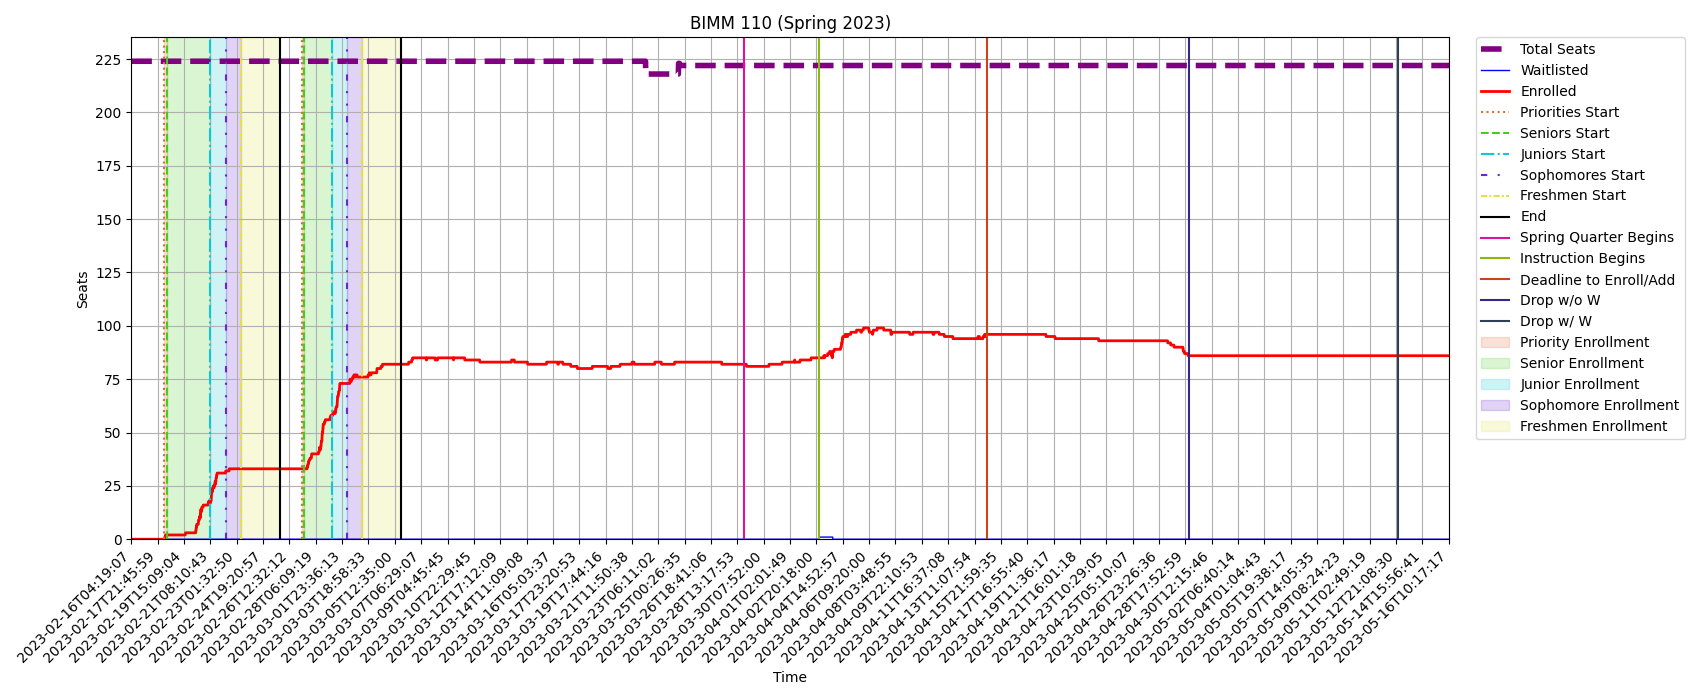 BIMM 110 (Spring 2023)
Seats
225
200
175
150
125
100
75
50
25
0
2023-02-16T04:19:07
2023-02-17T21:45:59
2023-02-19T15:09:04
2023-02-21T08:10:43
2023-02-23T01:32:50
2023-02-24T19:20:57
2023-02-26T12:32:12
2023-02-28T06:09:19
2023-03-01T23:36:13
2023-03-03T18:58:33
2023-03-05T12:35:00
2023-03-07T06:29:07
2023-03-09T04:45:45
2023-03-10T22:29:45
2023-03-12T17:12:09
2023-03-14T11:09:08
2023-03-16T05:03:37
2023-03-17T23:20:53
2023-03-19T17:44:16
2023-03-21T11:50:38
2023-03-23T06:11:02
2023-03-25T00:26:35
2023-03-26T18:41:06
2023-03-28T13:17:53
2023-03-30T07:52:00
2023-04-01T02:01:49
2023-04-02T20:18:00
2023-04-04T14:52:57
2023-04-06T09:20:00
2023-04-08T03:48:55
2023-04-09T22:10:53
2023-04-11T16:37:08
2023-04-13T11:07:54
2023-04-15T21:59:35
2023-04-17T16:55:40
2023-04-19T11:36:17
2023-04-21T16:01:18
2023-04-23T10:29:05
2023-04-25T05:10:07
2023-04-26T23:26:36
2023-04-28T17:52:59
2023-04-30T12:15:46
2023-05-02T06:40:14
2023-05-04T01:04:43
2023-05-05T19:38:17
2023-05-07T14:05:35
2023-05-09T08:24:23
2023-05-11T02:49:19
2023-05-12T21:08:30
2023-05-14T15:56:41
2023-05-16T10:17:17
Time
Total Seats
Waitlisted
Enrolled
Priorities Start
Seniors Start
Juniors Start
Sophomores Start
Freshmen Start
End
Spring Quarter Begins
Instruction Begins
Deadline to Enroll/Add
Drop w/o W
Drop w/ W
Priority Enrollment
Senior Enrollment
Junior Enrollment
Sophomore Enrollment
Freshmen Enrollment